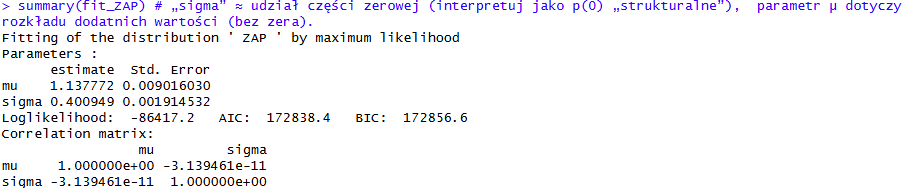 > summary(fit_ZAP) # „sigma” ≈ udział części zerowej (interpretuj jako p(0) „strukturalne”),  parametr μ dotyczy
rozkładu dodatnich wartości (bez zera).
Fitting of the distribution ' ZAP ' by maximum likelihood
Parameters :
      estimate  Std. Error
mu    1.137772 0.009016030
sigma 0.400949 0.001914532
Loglikelihood:  -86417.2   AIC:  172838.4   BIC:  172856.6
Correlation matrix:
                 mu         sigma
mu     1.000000e+00 -3.139461e-11
sigma -3.139461e-11  1.000000e+00